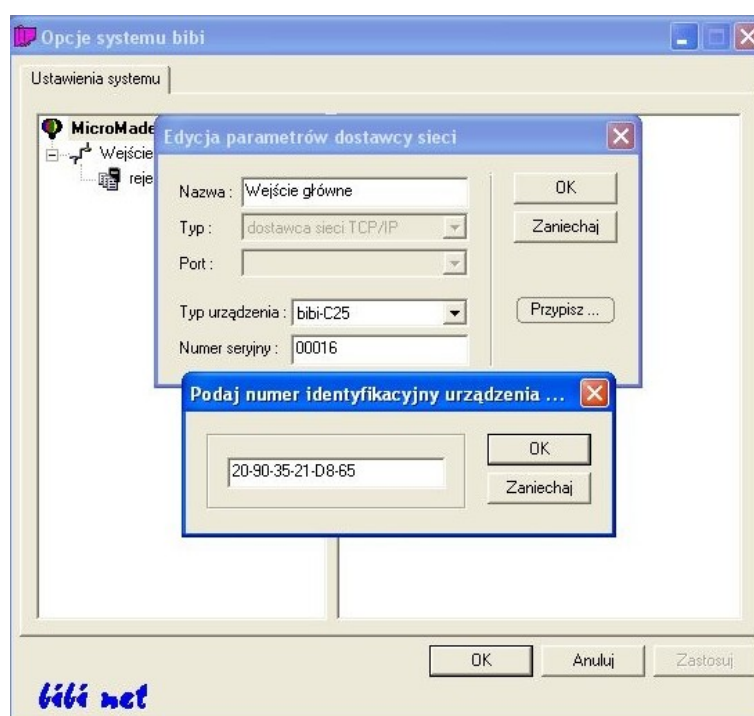 Opcje systemu bibi
Ustawienia systemu
MicroMade
Wejście
reje
Edycja parametrów dostawcy sieci
Nazwa : Wejście główne
OK
Typ : dostawca sieci TCP/IP
Zaniechaj
Port :
Typ urządzenia : bibi-C25
Przypisz ...
Numer seryjny : 00016
Podaj numer identyfikacyjny urządzenia ...
20-90-35-21-D8-65
OK
Zaniechaj
OK Anuluj Zastosuj
bibi net